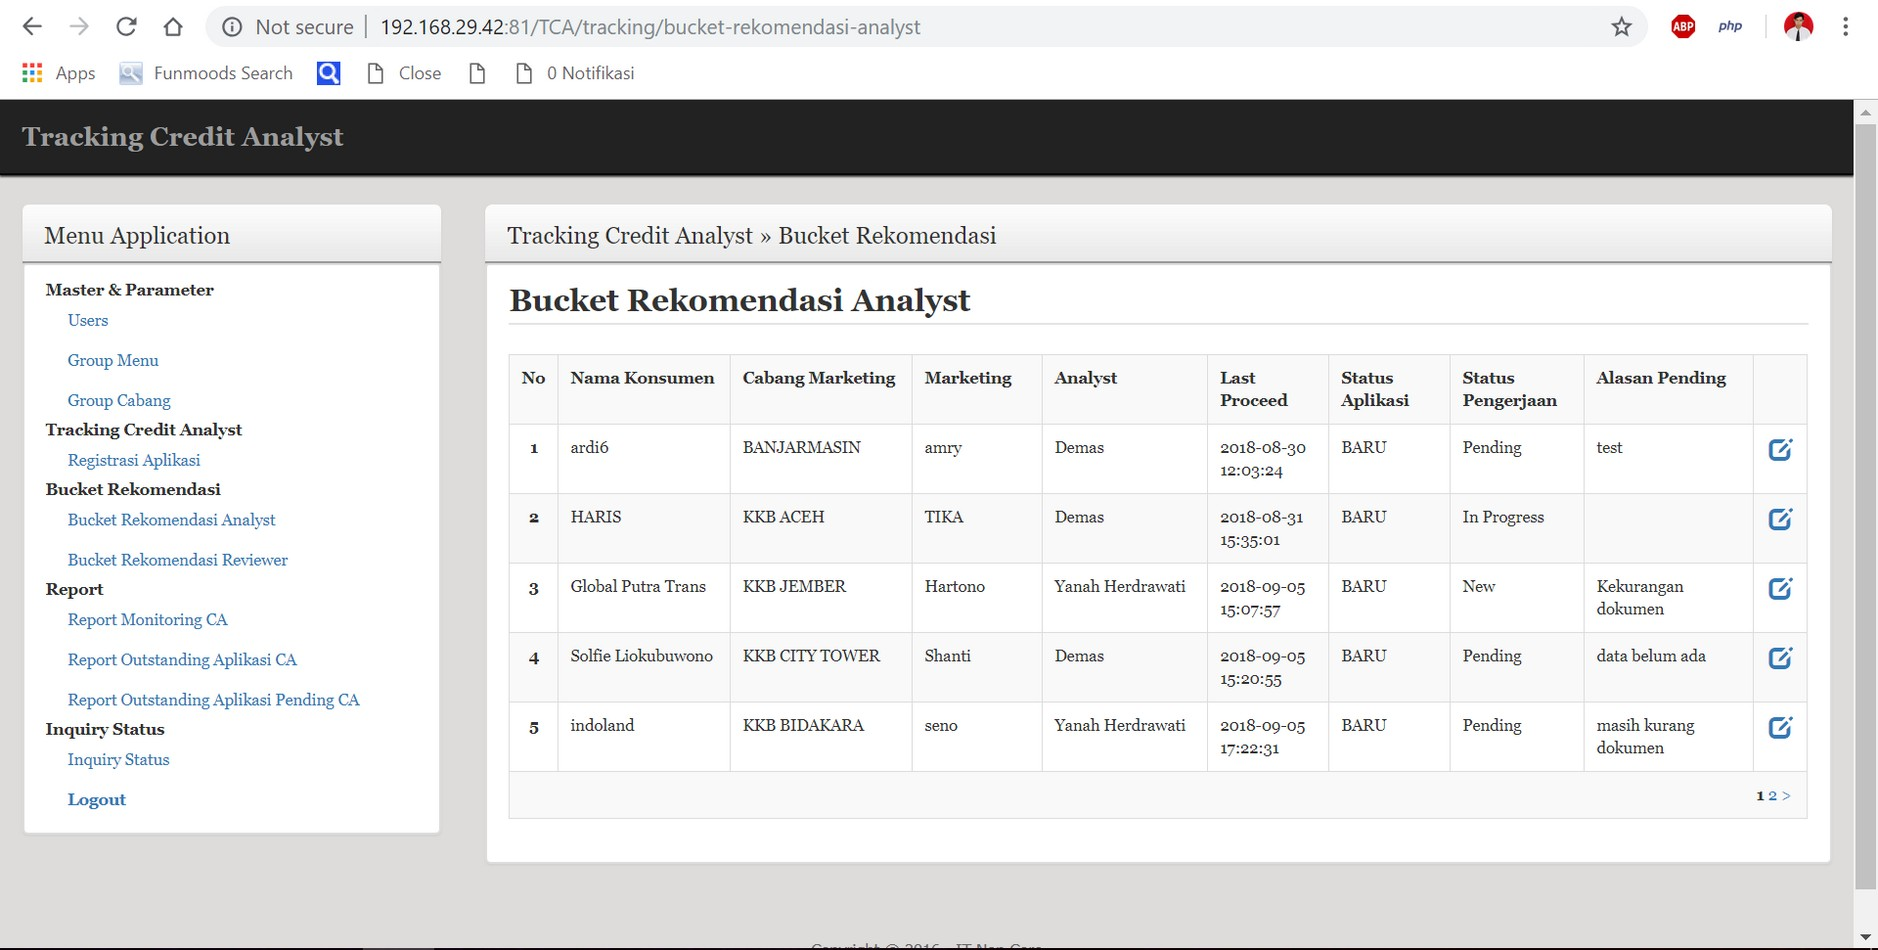 Not secure | 192.168.29.42:81/TCA/tracking/bucket-rekomendasi-analyst
ABP
php
Apps
Funmoods Search
Close
0 Notifikasi
Tracking Credit Analyst
Menu Application
Master & Parameter
Users
Group Menu
Group Cabang
Tracking Credit Analyst
Registrasi Aplikasi
Bucket Rekomendasi
Bucket Rekomendasi Analyst
Bucket Rekomendasi Reviewer
Report
Report Monitoring CA
Report Outstanding Aplikasi CA
Report Outstanding Aplikasi Pending CA
Inquiry Status
Inquiry Status
Logout
Tracking Credit Analyst » Bucket Rekomendasi
Bucket Rekomendasi Analyst
No Nama Konsumen Cabang Marketing Marketing Analyst Last Proceed Status Aplikasi Status Pengerjaan Alasan Pending
1 ardi6 BANJARMASIN amry Demas 2018-08-30 12:03:24 BARU Pending test
2 HARIS KKB ACEH TIKA Demas 2018-08-31 15:35:01 BARU In Progress
3 Global Putra Trans KKB JEMBER Hartono Yanah Herdrawati 2018-09-05 15:07:57 BARU New Kekurangan dokumen
4 Solfie Liokubuwono KKB CITY TOWER Shanti Demas 2018-09-05 15:20:55 BARU Pending data belum ada
5 indoland KKB BIDAKARA seno Yanah Herdrawati 2018-09-05 17:22:31 BARU Pending masih kurang dokumen
1 2 >
Copyright © 2016 - IT Non Core